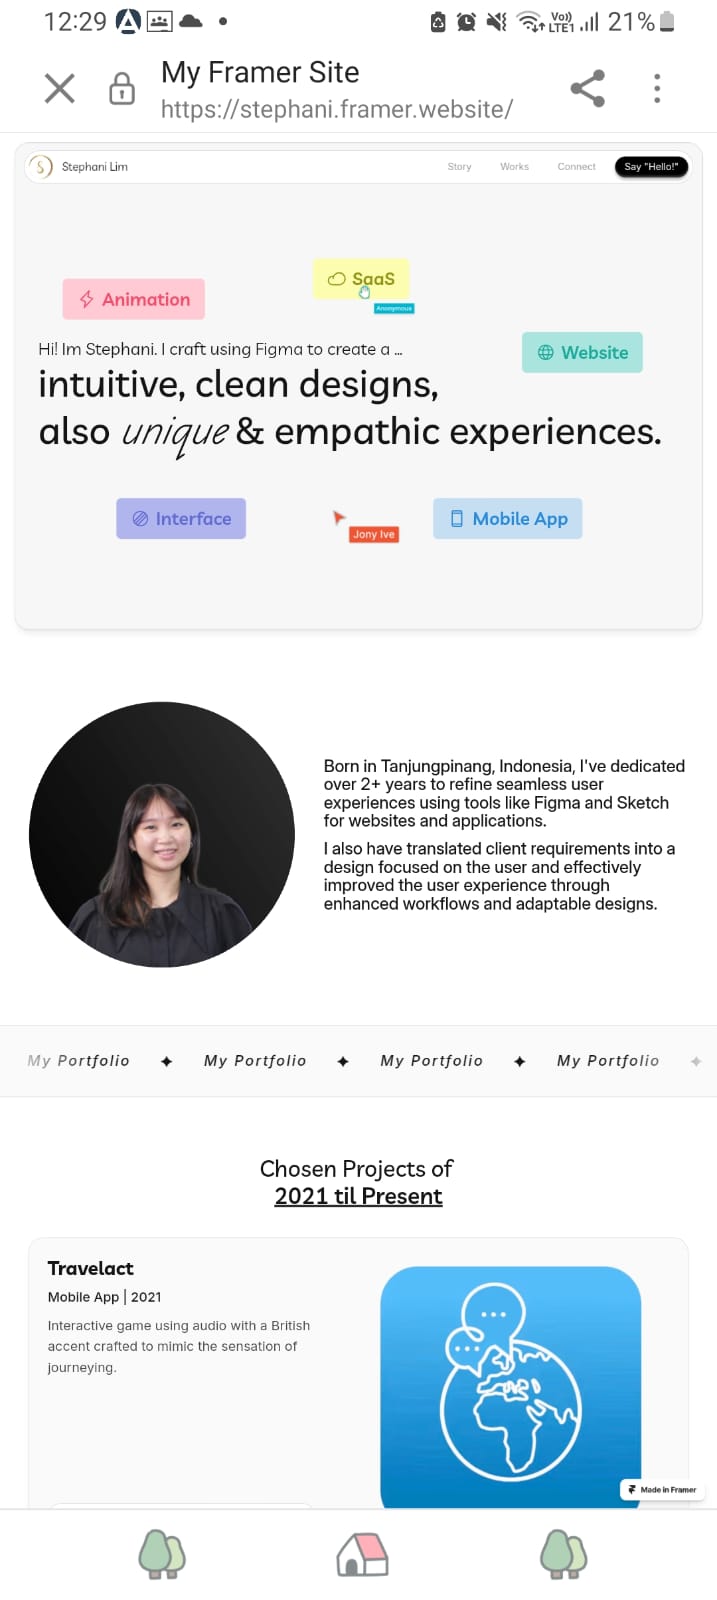 12:29
Vo))
LTE1
21%
My Framer Site
https://stephani.framer.website/
S
Stephani Lim
Story
Works
Connect
Say "Hello!"
SaaS
Anonymous
Animation
Website
Hi! Im Stephani. I craft using Figma to create a ...
intuitive, clean designs,
also unique & empathic experiences.
Interface
Jony Ive
Mobile App
Born in Tanjungpinang, Indonesia, I've dedicated
over 2+ years to refine seamless user
experiences using tools like Figma and Sketch
for websites and applications.
I also have translated client requirements into a
design focused on the user and effectively
improved the user experience through
enhanced workflows and adaptable designs.
My Portfolio ✦ My Portfolio ✦ My Portfolio ✦ My Portfolio ✦
Chosen Projects of
2021 til Present
Travelact
Mobile App | 2021
Interactive game using audio with a British
accent crafted to mimic the sensation of
journeying.
Made in Framer